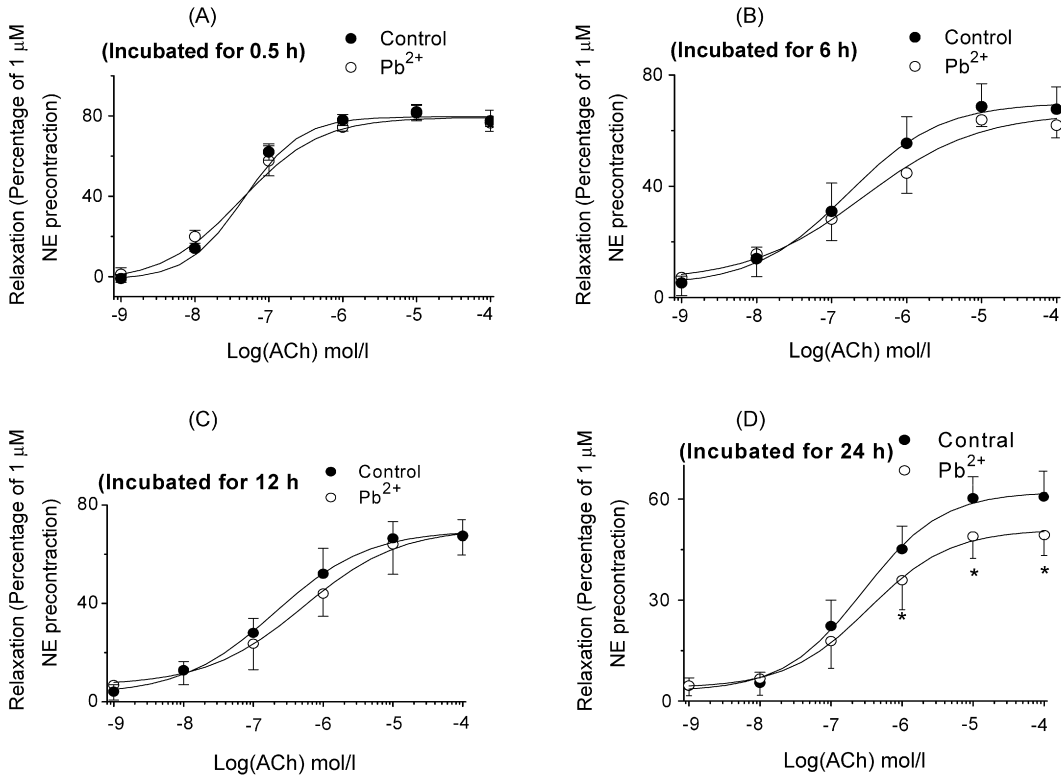 (A)
(Incubated for 0.5 h)
Control
Pb2+
Relaxation (Percentage of 1 µM
NE precontraction)
80
40
0
-9 -8 -7 -6 -5 -4
Log(ACh) mol/l
(B)
(Incubated for 6 h)
Control
Pb2+
Relaxation (Percentage of 1 µM
NE precontraction)
80
40
0
-9 -8 -7 -6 -5 -4
Log(ACh) mol/l
(C)
(Incubated for 12 h
Control
Pb2+
Relaxation (Percentage of 1 µM
NE precontraction)
80
40
0
-9 -8 -7 -6 -5 -4
Log(ACh) mol/l
(D)
(Incubated for 24 h)
Contral
Pb2+
Relaxation (Percentage of 1 µM
NE precontraction)
60
30
0
* * *
-9 -8 -7 -6 -5 -4
Log(ACh) mol/l